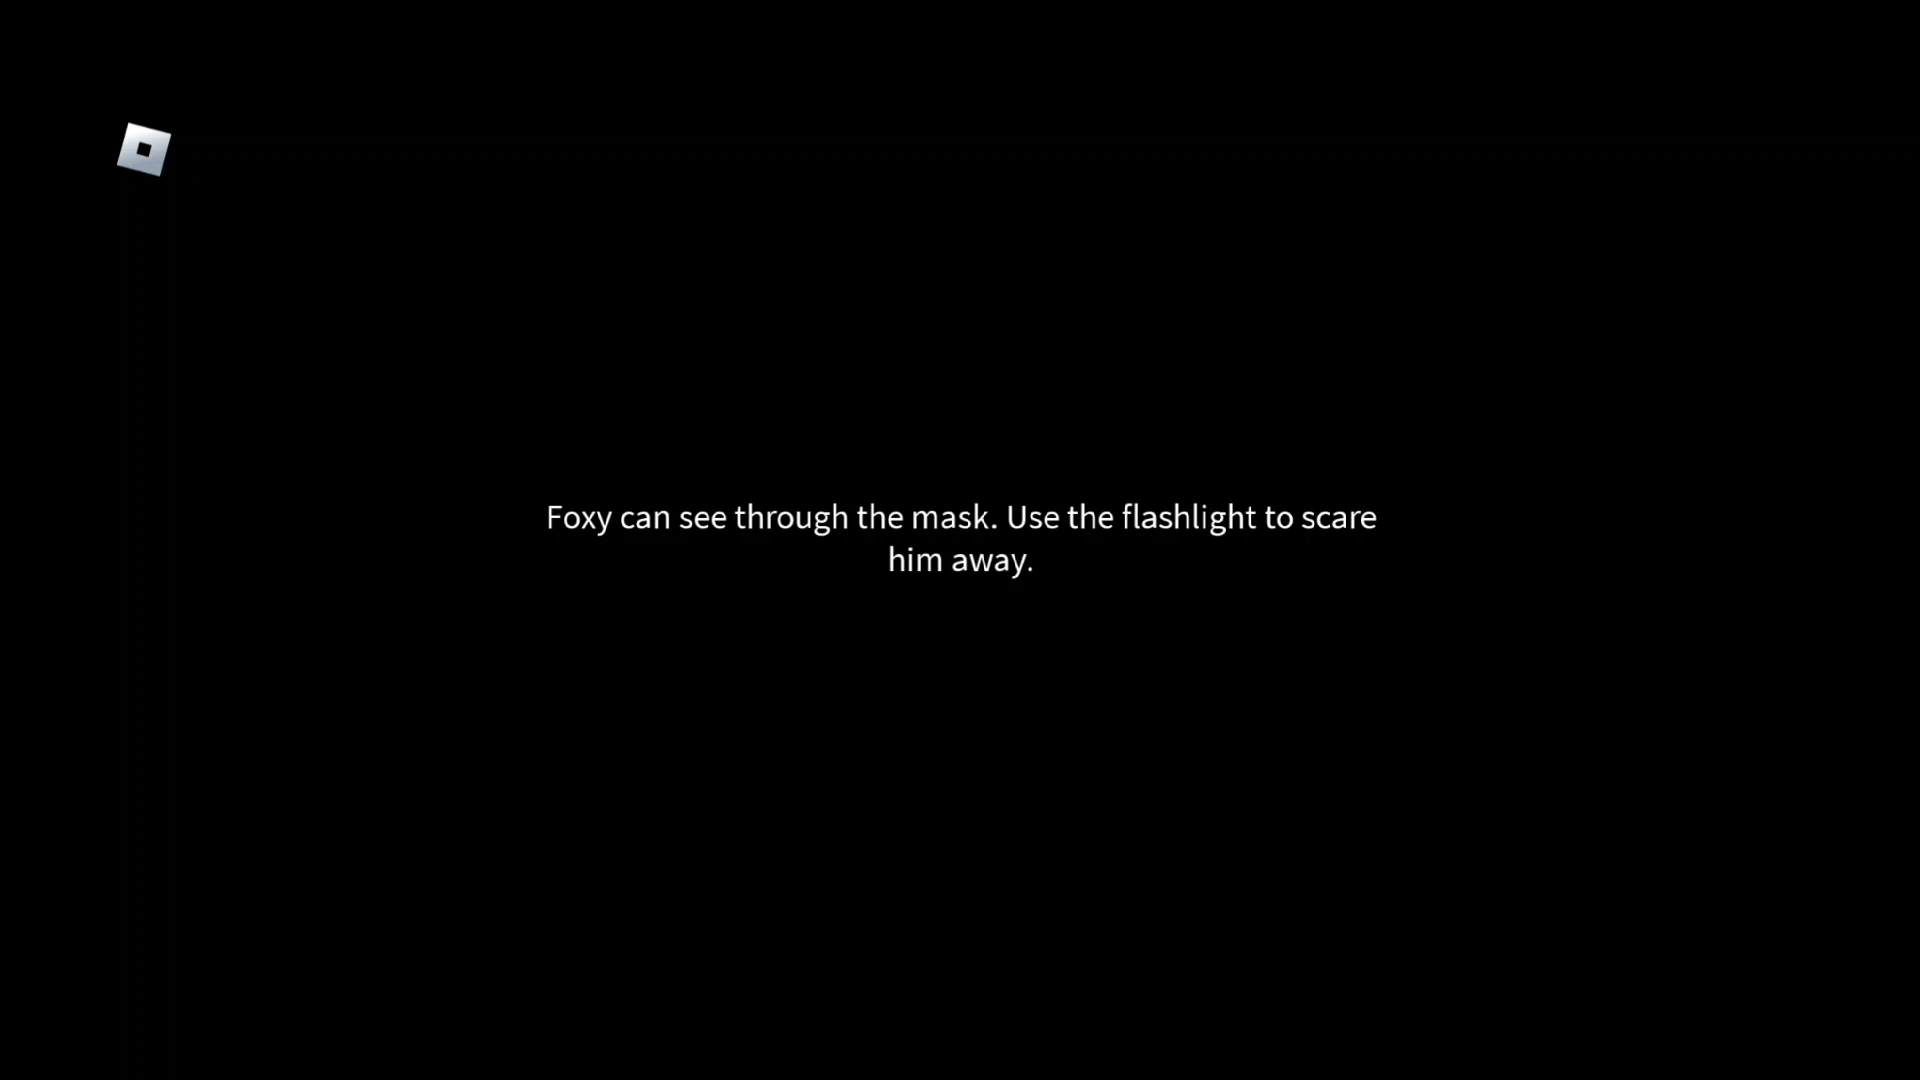 Foxy can see through the mask. Use the flashlight to scare
him away.